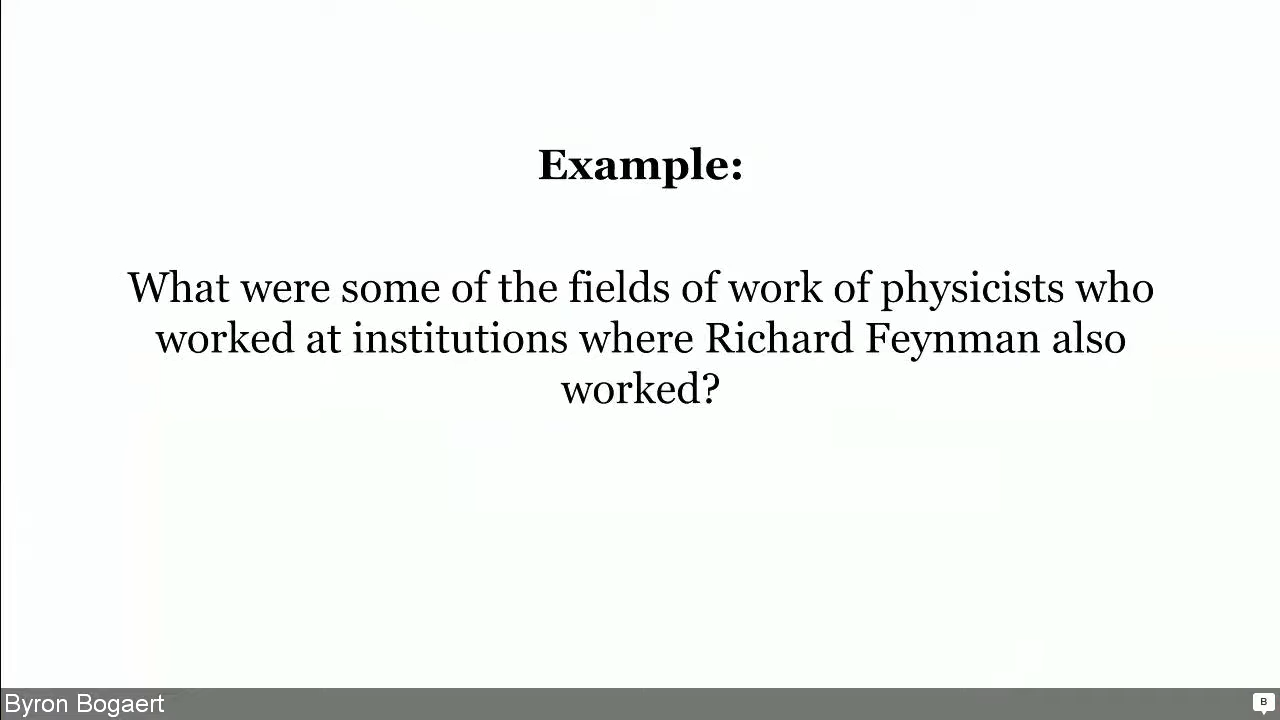 Example:
What were some of the fields of work of physicists who
worked at institutions where Richard Feynman also
worked?
Byron Bogaert
B